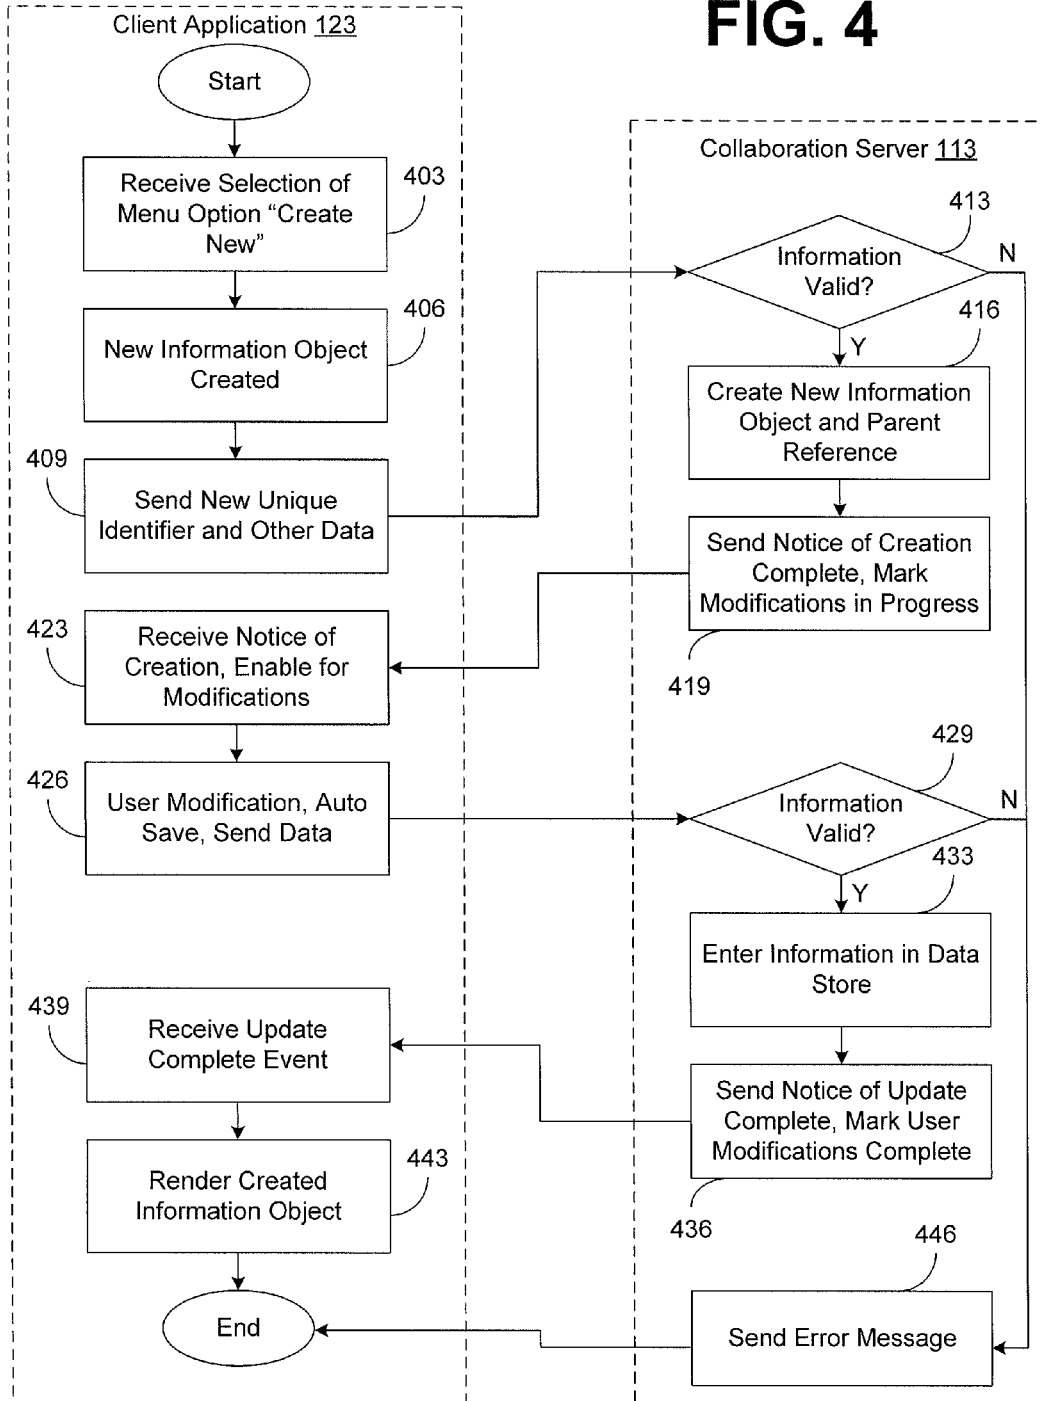 FIG. 4
Client Application 123
Start
Receive Selection of
Menu Option “Create
New”
403
New Information Object
Created
406
409
Send New Unique
Identifier and Other Data
423
Receive Notice of
Creation, Enable for
Modifications
426
User Modification, Auto
Save, Send Data
439
Receive Update
Complete Event
Render Created
Information Object
443
End
Collaboration Server 113
413
Information
Valid?
N
Y
416
Create New Information
Object and Parent
Reference
Send Notice of Creation
Complete, Mark
Modifications in Progress
419
429
Information
Valid?
N
Y
433
Enter Information in Data
Store
Send Notice of Update
Complete, Mark User
Modifications Complete
436
446
Send Error Message